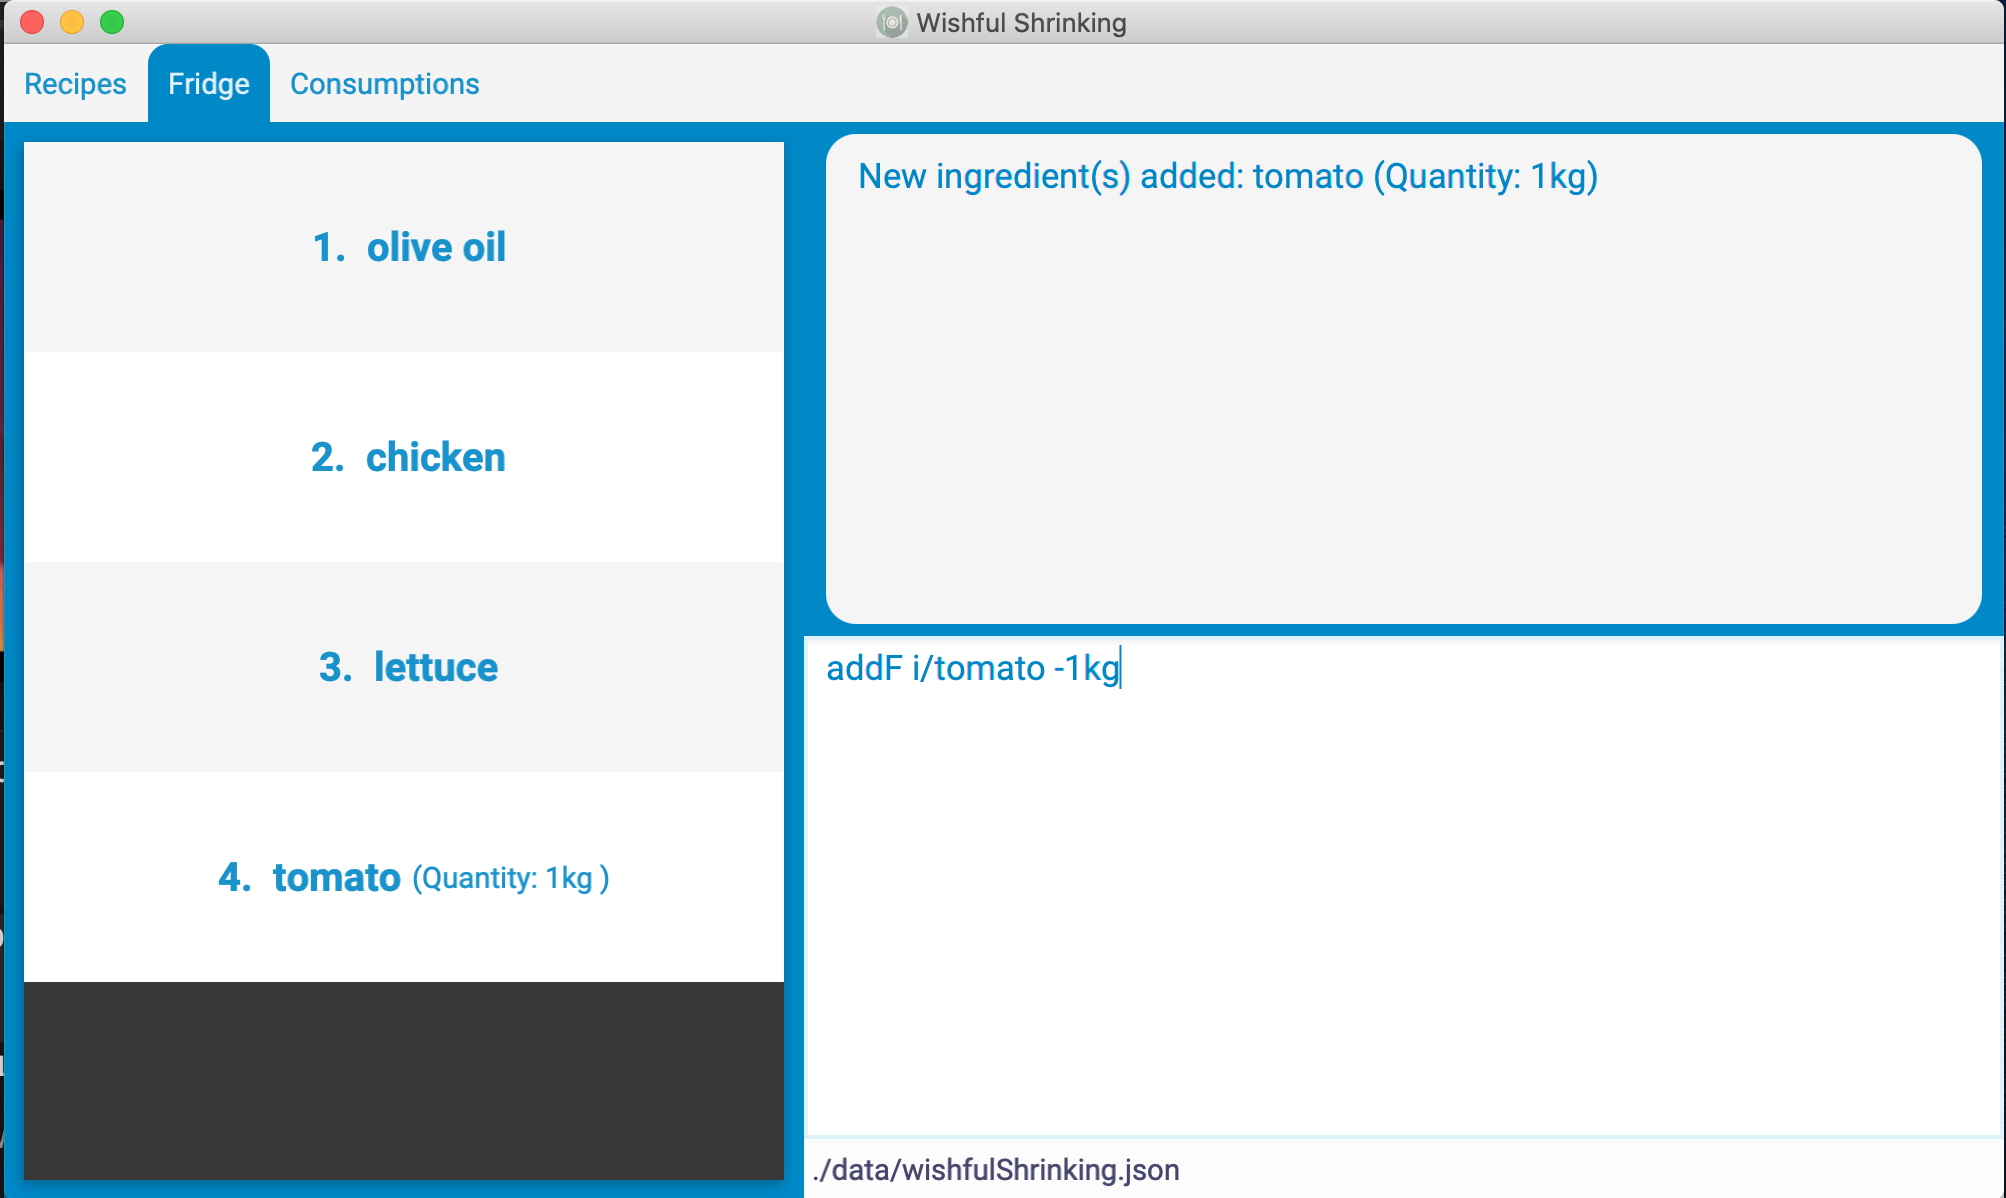 Wishful Shrinking
Recipes Fridge Consumptions
1. olive oil
2. chicken
3. lettuce
4. tomato (Quantity: 1kg )
New ingredient(s) added: tomato (Quantity: 1kg)
addF i/tomato -1kg
./data/wishfulShrinking.json